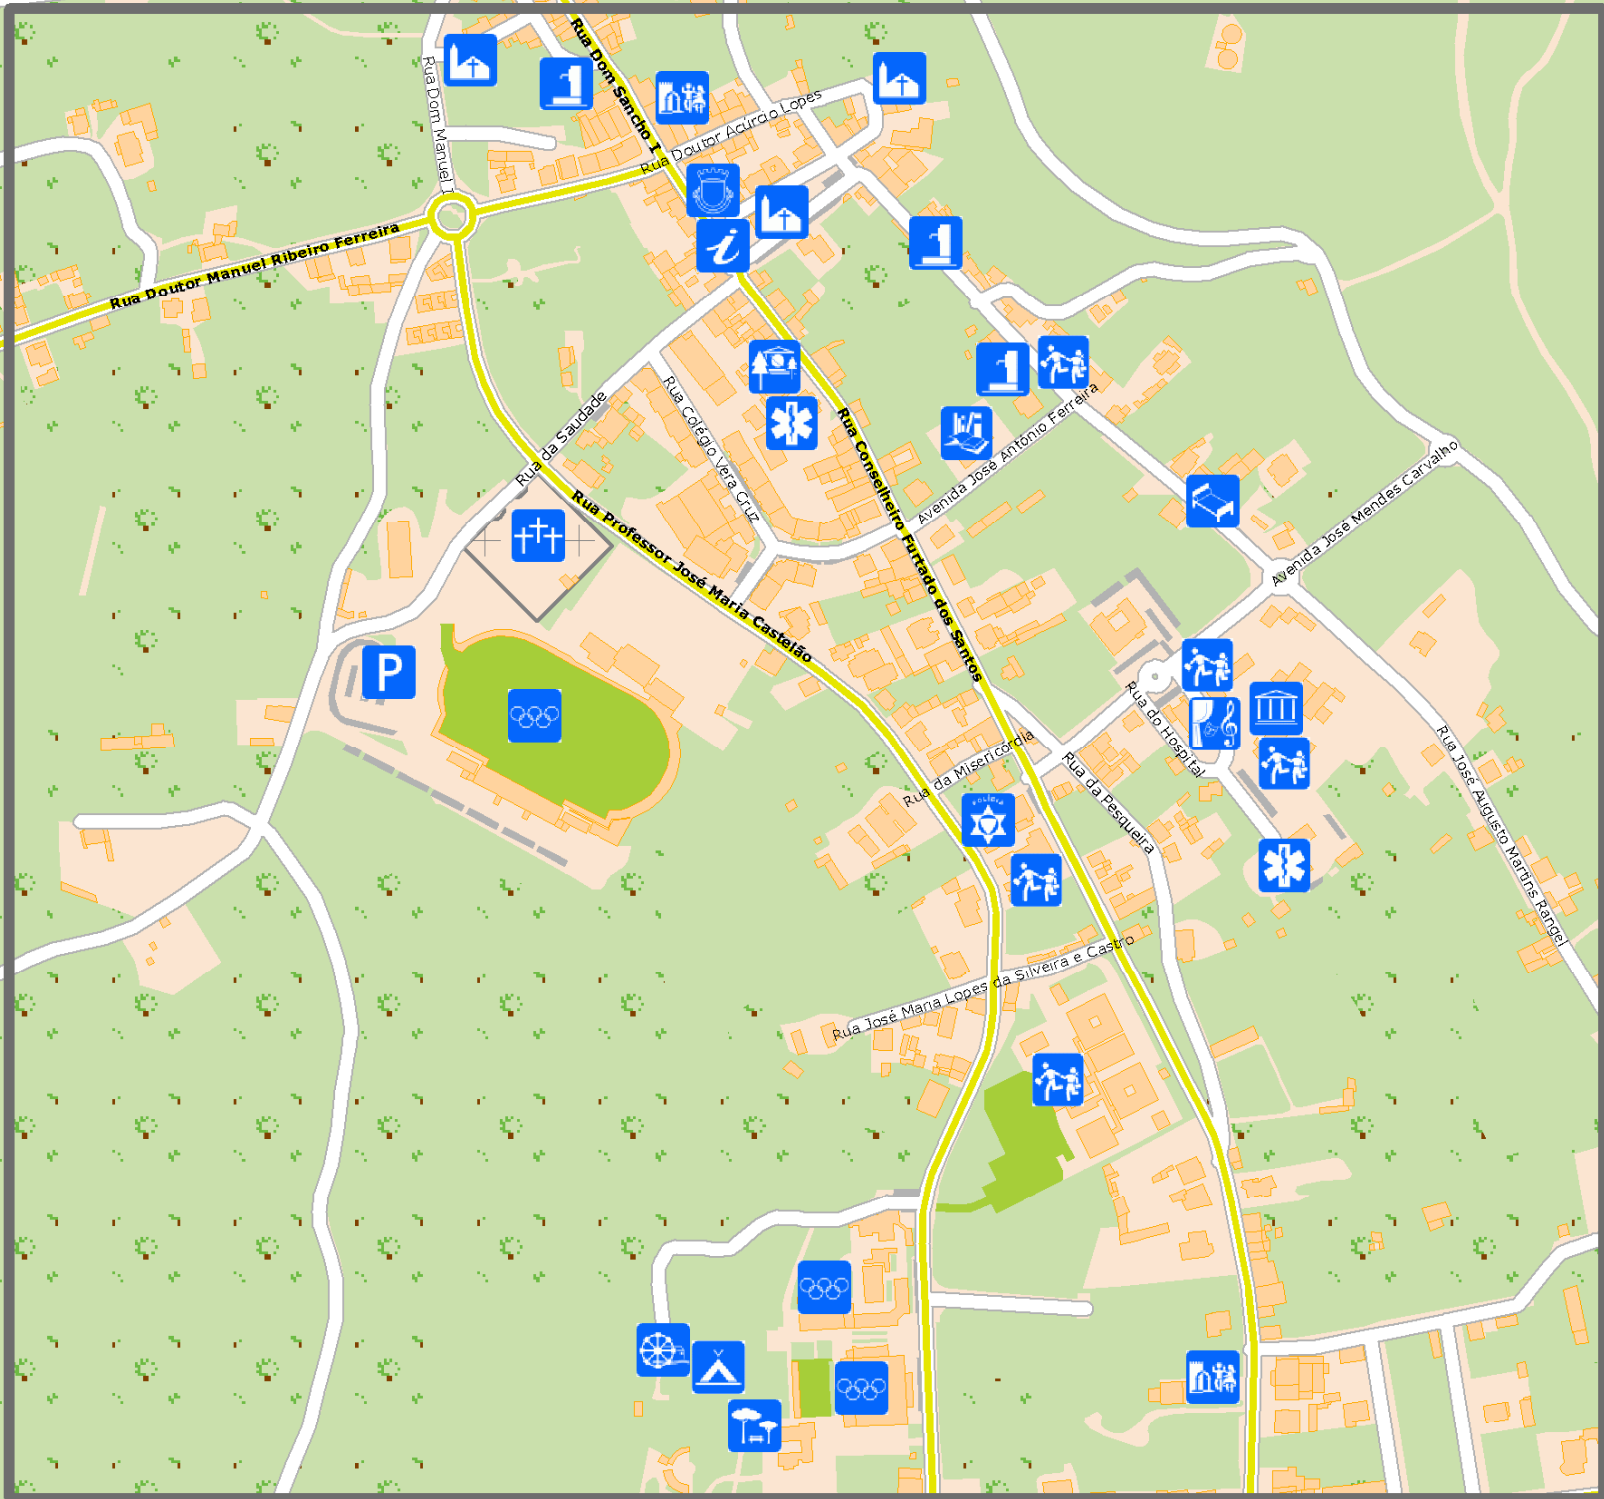 Rua Dom Sancho I
Rua Dom Manuel I
Rua Doutor Acúrcio Lopes
Rua Doutor Manuel Ribeiro Ferreira
i
Rua da Saudade
Rua Colégio Vera Cruz
Rua Conselheiro Furtado dos Santos
Avenida José António Ferreira
Avenida José Mendes Carvalho
Rua Professor José Maria Castelão
P
Rua do Hospital
Rua da Misericórdia
Rua da Pesqueira
Rua José Augusto Martins Rangel
POLÍCIA
Rua José Maria Lopes da Silveira e Castro